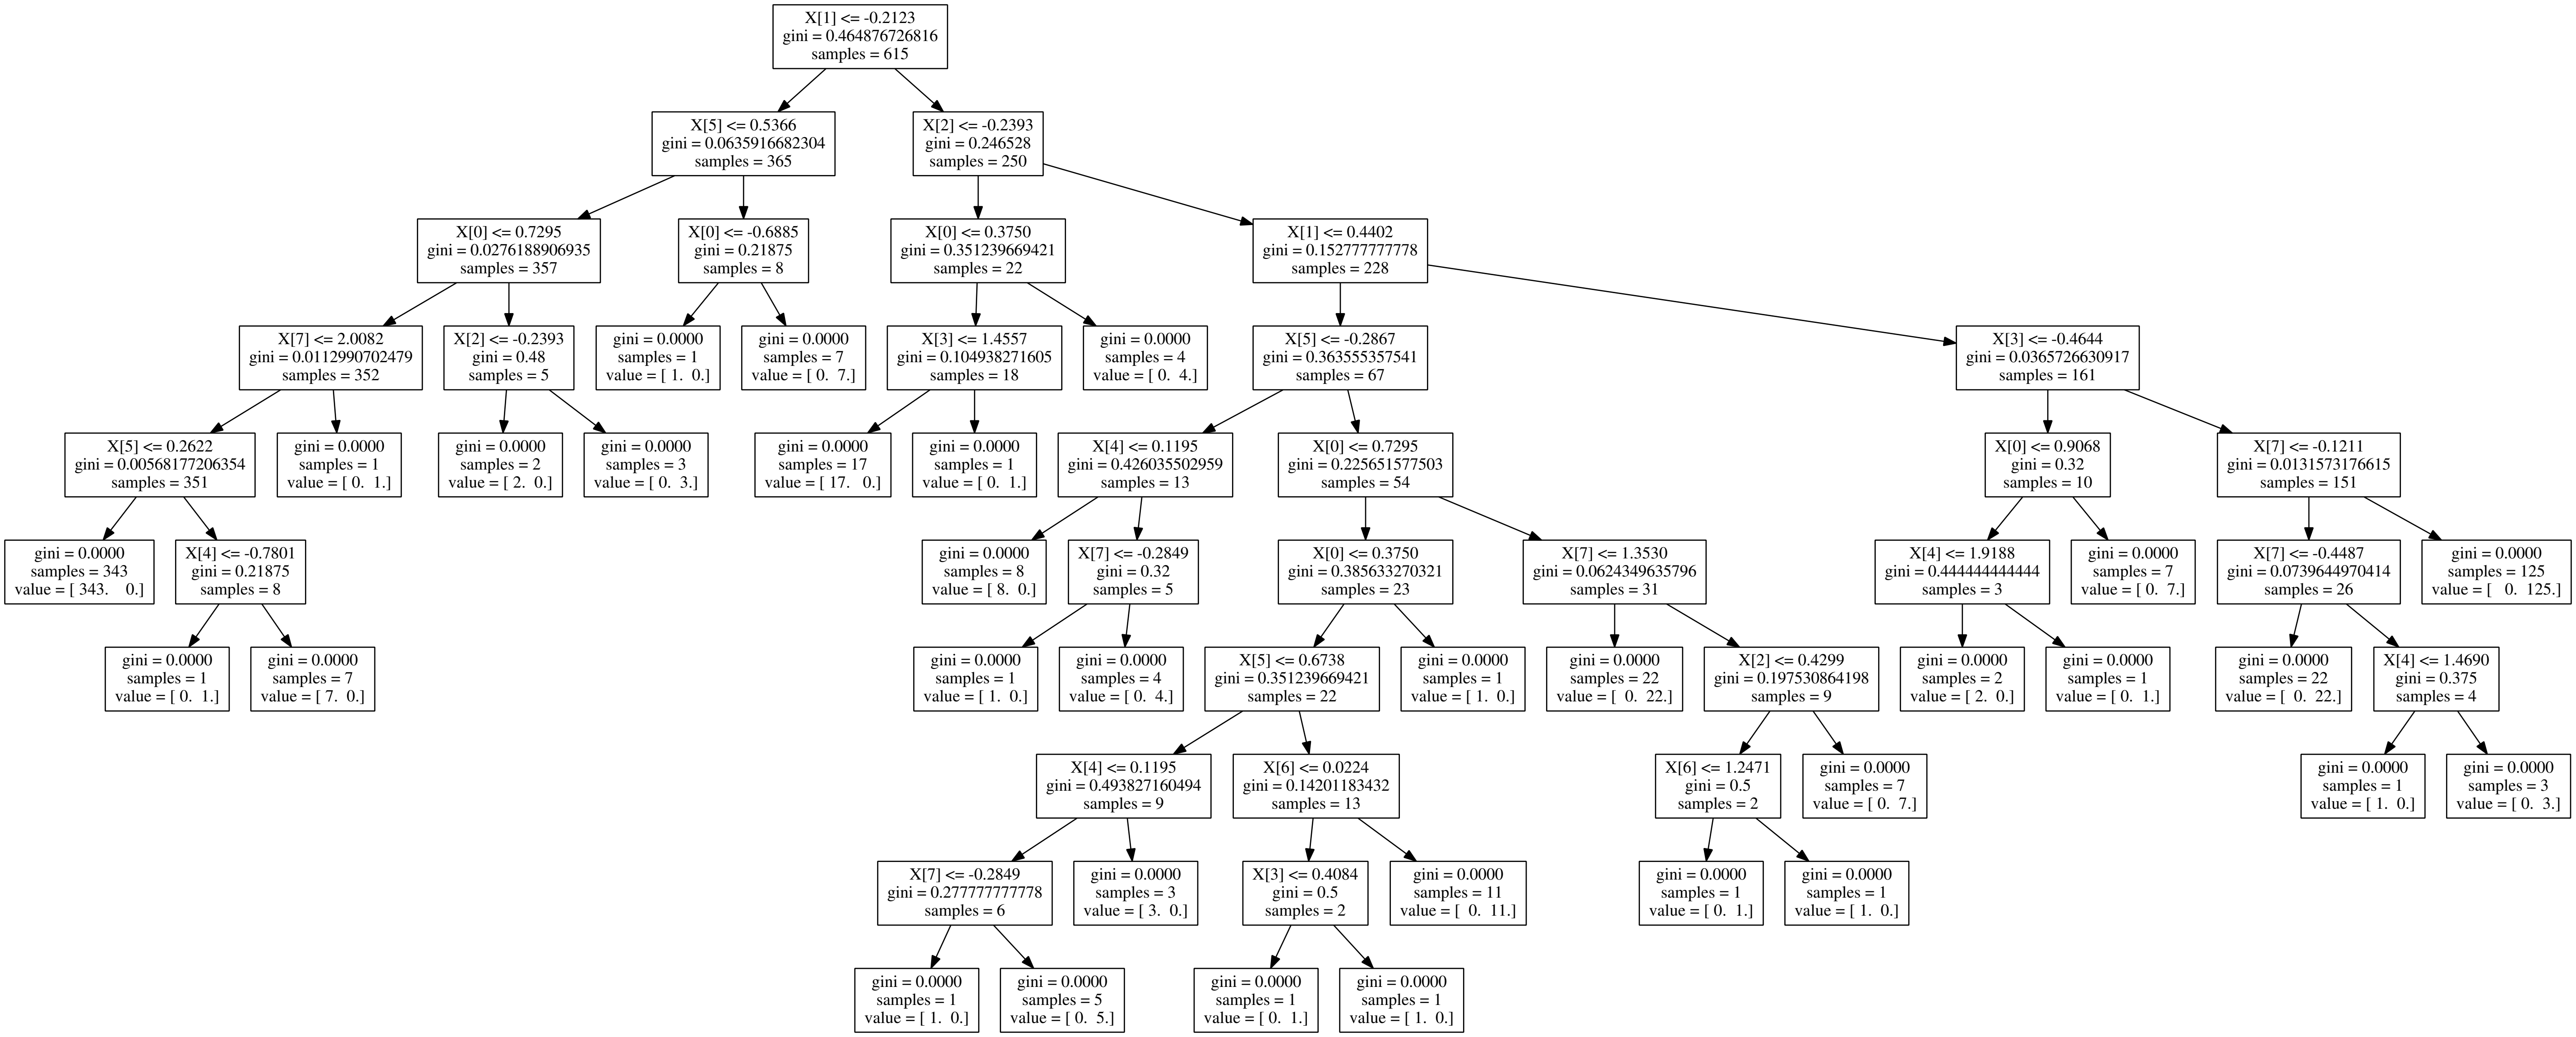 X[1] <= -0.2123
gini = 0.464876726816
samples = 615
X[5] <= 0.5366
gini = 0.0635916682304
samples = 365
X[2] <= -0.2393
gini = 0.246528
samples = 250
X[0] <= 0.7295
gini = 0.0276188906935
samples = 357
X[0] <= -0.6885
gini = 0.21875
samples = 8
X[0] <= 0.3750
gini = 0.351239669421
samples = 22
X[1] <= 0.4402
gini = 0.152777777778
samples = 228
X[7] <= 2.0082
gini = 0.0112990702479
samples = 352
X[2] <= -0.2393
gini = 0.48
samples = 5
gini = 0.0000
samples = 1
value = [ 1.  0.]
gini = 0.0000
samples = 7
value = [ 0.  7.]
X[3] <= 1.4557
gini = 0.104938271605
samples = 18
gini = 0.0000
samples = 4
value = [ 0.  4.]
X[5] <= -0.2867
gini = 0.363555357541
samples = 67
X[3] <= -0.4644
gini = 0.0365726630917
samples = 161
X[5] <= 0.2622
gini = 0.00568177206354
samples = 351
gini = 0.0000
samples = 1
value = [ 0.  1.]
gini = 0.0000
samples = 2
value = [ 2.  0.]
gini = 0.0000
samples = 3
value = [ 0.  3.]
gini = 0.0000
samples = 17
value = [ 17.   0.]
gini = 0.0000
samples = 1
value = [ 0.  1.]
X[4] <= 0.1195
gini = 0.426035502959
samples = 13
X[0] <= 0.7295
gini = 0.225651577503
samples = 54
X[0] <= 0.9068
gini = 0.32
samples = 10
X[7] <= -0.1211
gini = 0.0131573176615
samples = 151
gini = 0.0000
samples = 343
value = [ 343.    0.]
X[4] <= -0.7801
gini = 0.21875
samples = 8
gini = 0.0000
samples = 8
value = [ 8.  0.]
X[7] <= -0.2849
gini = 0.32
samples = 5
X[0] <= 0.3750
gini = 0.385633270321
samples = 23
X[7] <= 1.3530
gini = 0.0624349635796
samples = 31
X[4] <= 1.9188
gini = 0.444444444444
samples = 3
gini = 0.0000
samples = 7
value = [ 0.  7.]
X[7] <= -0.4487
gini = 0.0739644970414
samples = 26
gini = 0.0000
samples = 125
value = [   0.  125.]
gini = 0.0000
samples = 1
value = [ 0.  1.]
gini = 0.0000
samples = 7
value = [ 7.  0.]
gini = 0.0000
samples = 1
value = [ 1.  0.]
gini = 0.0000
samples = 4
value = [ 0.  4.]
X[5] <= 0.6738
gini = 0.351239669421
samples = 22
gini = 0.0000
samples = 1
value = [ 1.  0.]
gini = 0.0000
samples = 22
value = [  0.  22.]
X[2] <= 0.4299
gini = 0.197530864198
samples = 9
gini = 0.0000
samples = 2
value = [ 2.  0.]
gini = 0.0000
samples = 1
value = [ 0.  1.]
gini = 0.0000
samples = 22
value = [  0.  22.]
X[4] <= 1.4690
gini = 0.375
samples = 4
X[4] <= 0.1195
gini = 0.493827160494
samples = 9
X[6] <= 0.0224
gini = 0.14201183432
samples = 13
X[6] <= 1.2471
gini = 0.5
samples = 2
gini = 0.0000
samples = 7
value = [ 0.  7.]
gini = 0.0000
samples = 1
value = [ 1.  0.]
gini = 0.0000
samples = 3
value = [ 0.  3.]
X[7] <= -0.2849
gini = 0.277777777778
samples = 6
gini = 0.0000
samples = 3
value = [ 3.  0.]
X[3] <= 0.4084
gini = 0.5
samples = 2
gini = 0.0000
samples = 11
value = [  0.  11.]
gini = 0.0000
samples = 1
value = [ 0.  1.]
gini = 0.0000
samples = 1
value = [ 1.  0.]
gini = 0.0000
samples = 1
value = [ 1.  0.]
gini = 0.0000
samples = 5
value = [ 0.  5.]
gini = 0.0000
samples = 1
value = [ 0.  1.]
gini = 0.0000
samples = 1
value = [ 1.  0.]